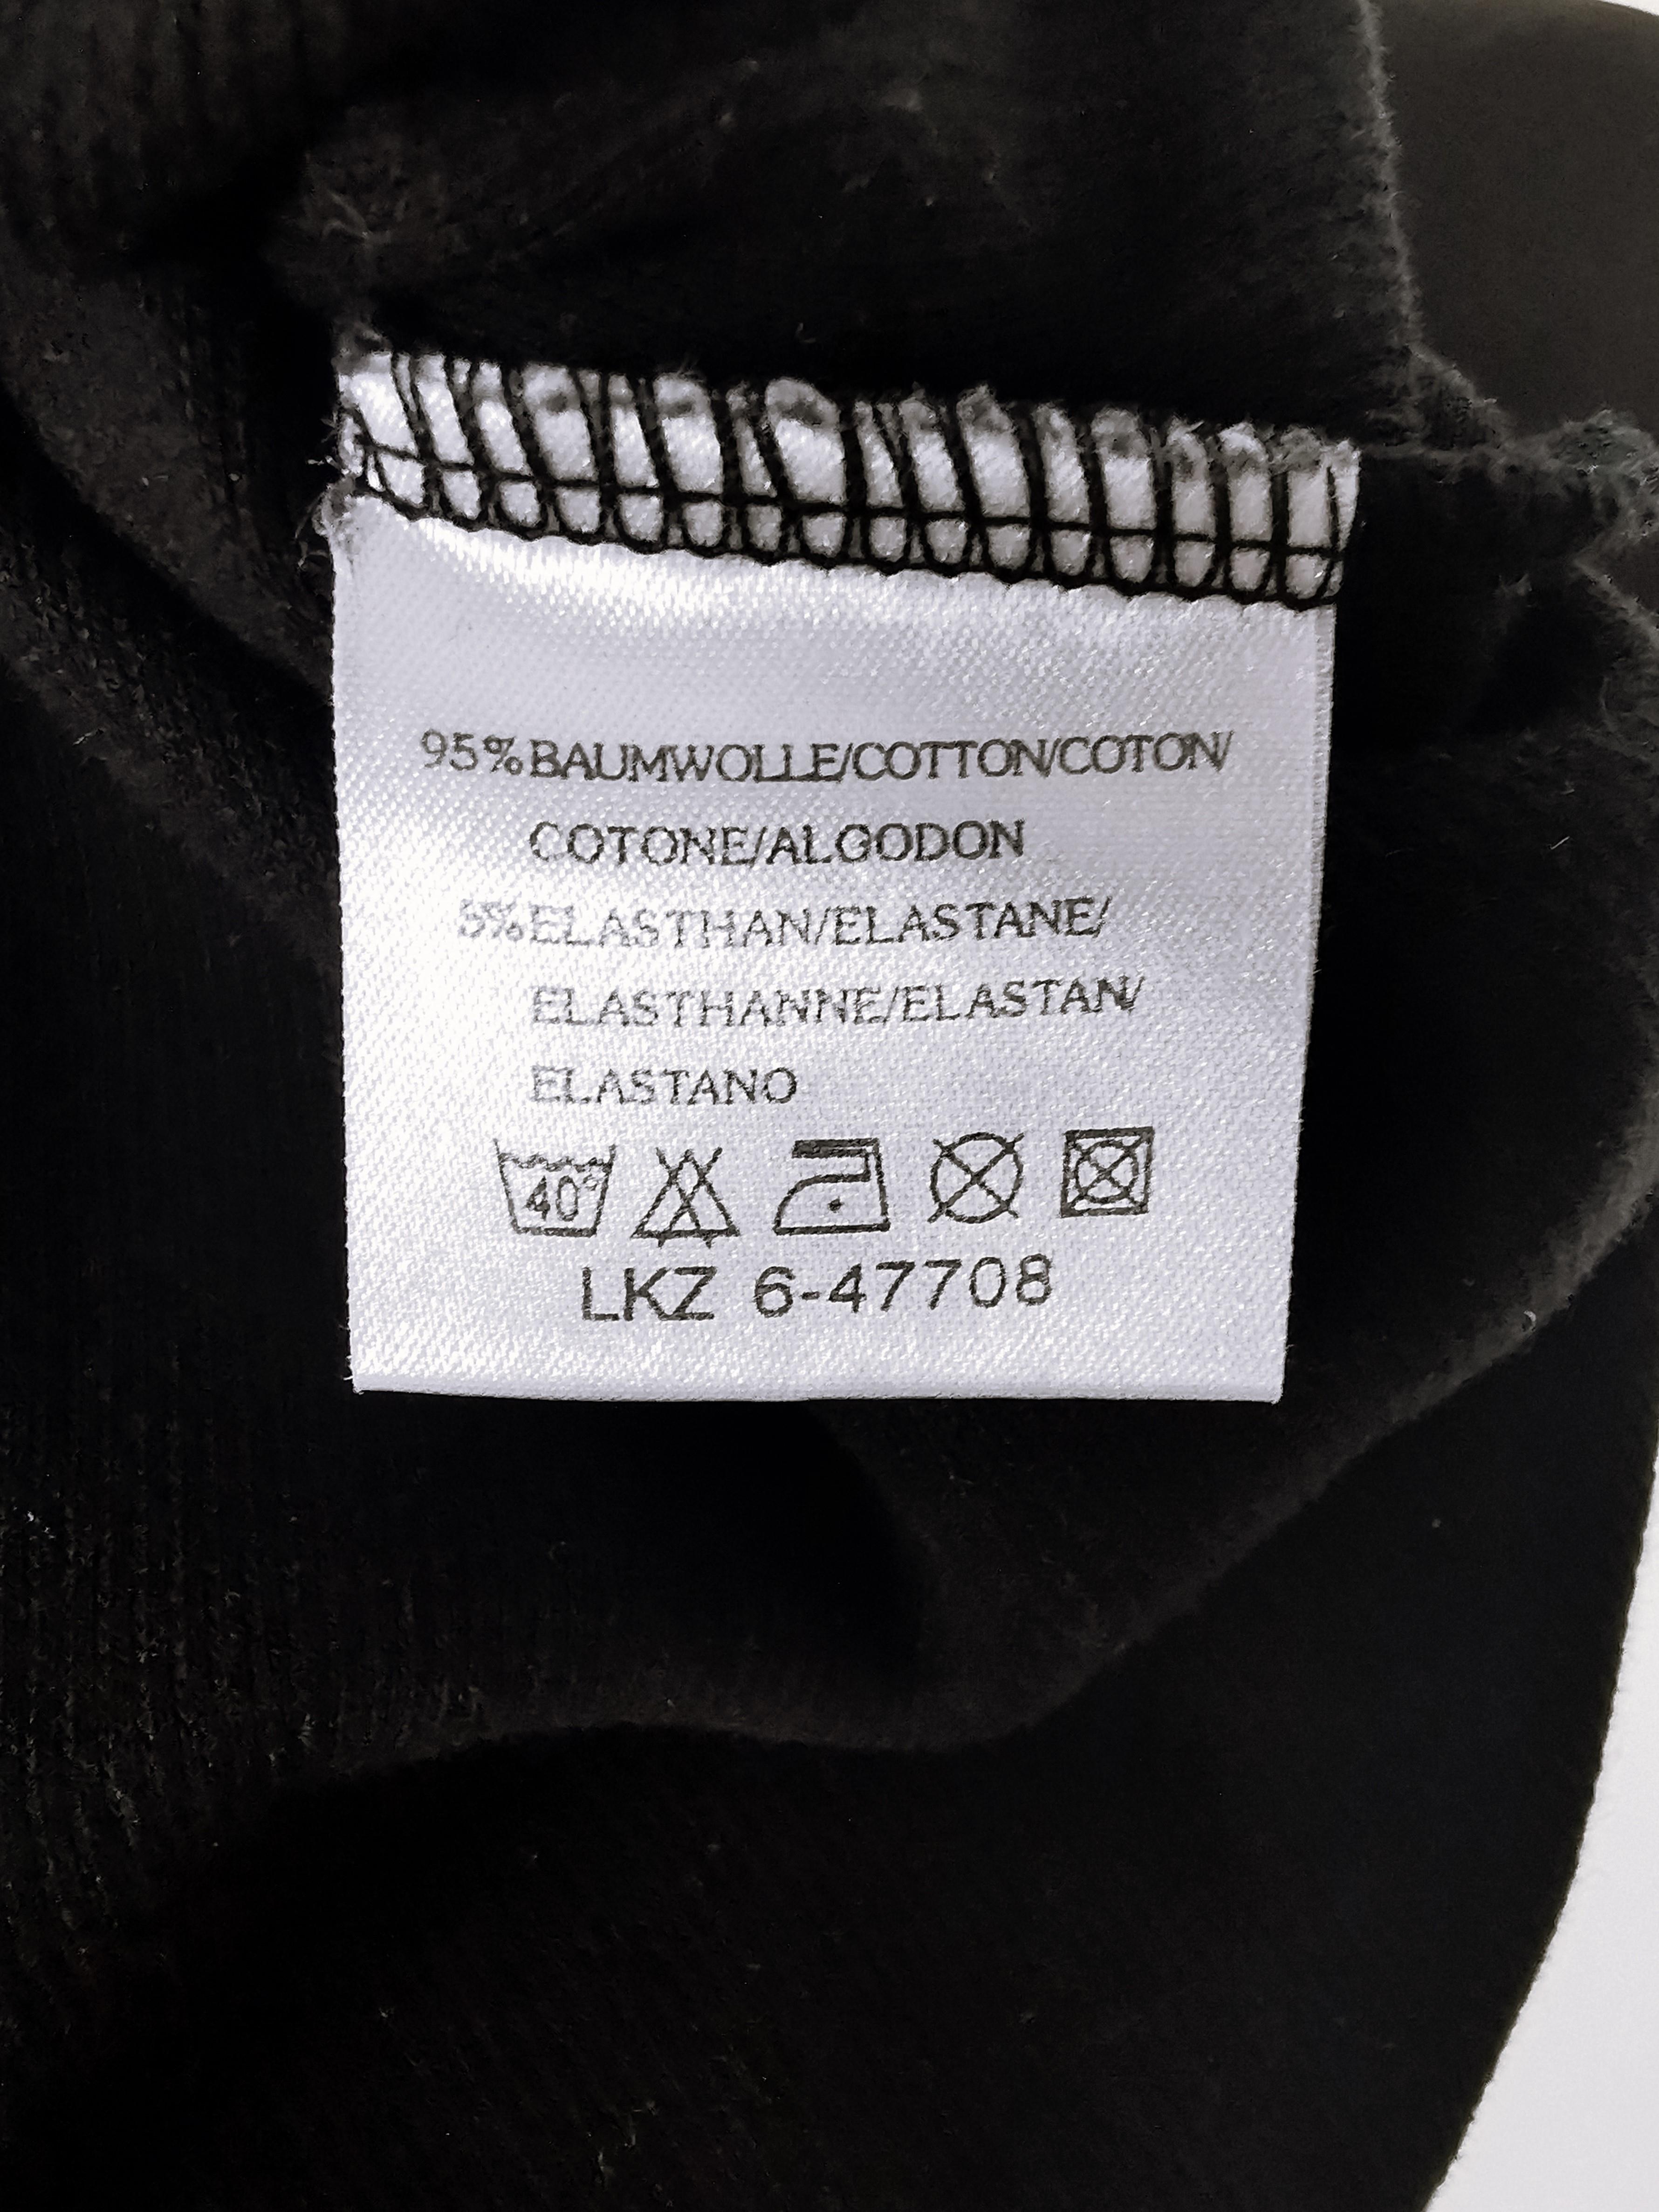 95% BAUMWOLLE/COTTON/COTON/
COTONE/ALGODON
5% ELASTHAN/ELASTANE/
ELASTHANNE/ELASTAN/
ELASTANO
40°
LKZ 6-47708